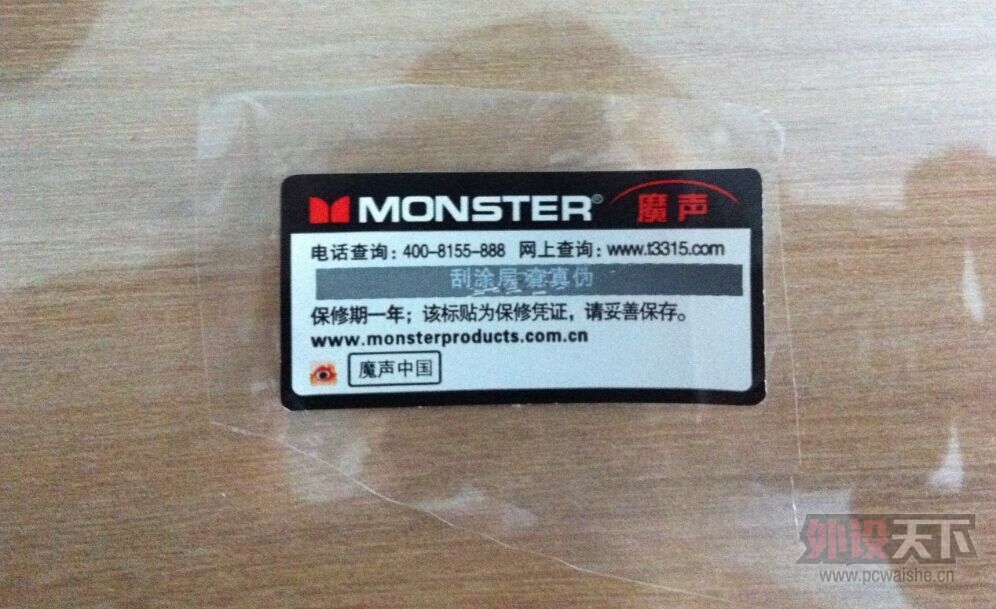 MONSTER® 魔声
电话查询：400-8155-888 网上查询：www.t3315.com
刮涂层 查真伪
保修期一年；该标贴为保修凭证，请妥善保存。
www.monsterproducts.com.cn
魔声中国
外设天下
www.pcwaishe.cn